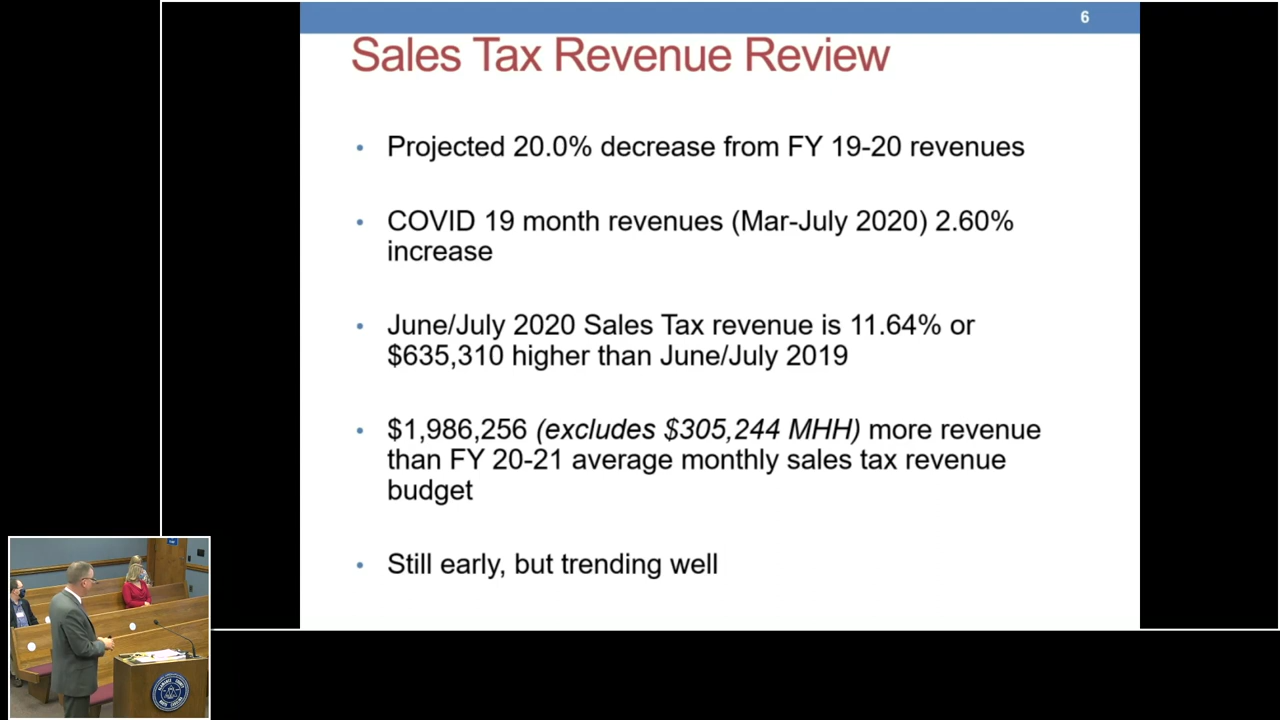 6
Sales Tax Revenue Review
• Projected 20.0% decrease from FY 19-20 revenues
• COVID 19 month revenues (Mar-July 2020) 2.60%
increase
• June/July 2020 Sales Tax revenue is 11.64% or
$635,310 higher than June/July 2019
• $1,986,256 (excludes $305,244 MHH) more revenue
than FY 20-21 average monthly sales tax revenue
budget
• Still early, but trending well